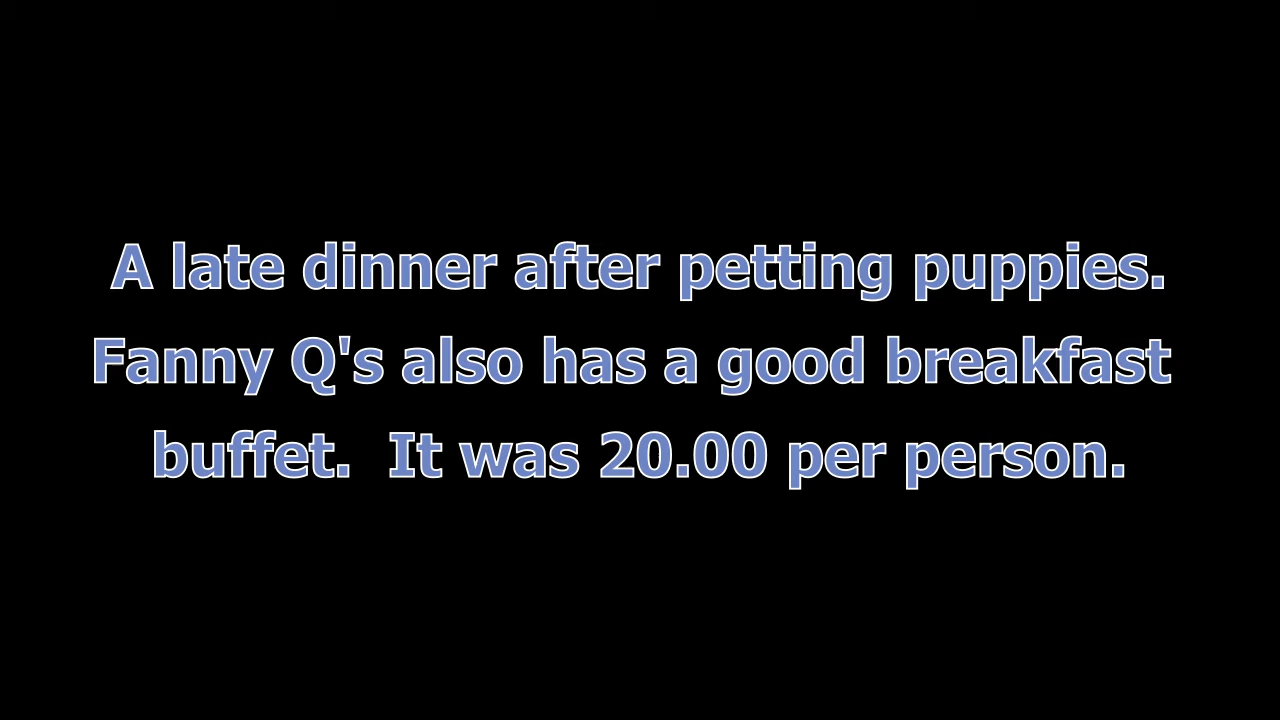 A late dinner after petting puppies.
Fanny Q's also has a good breakfast
buffet.  It was 20.00 per person.